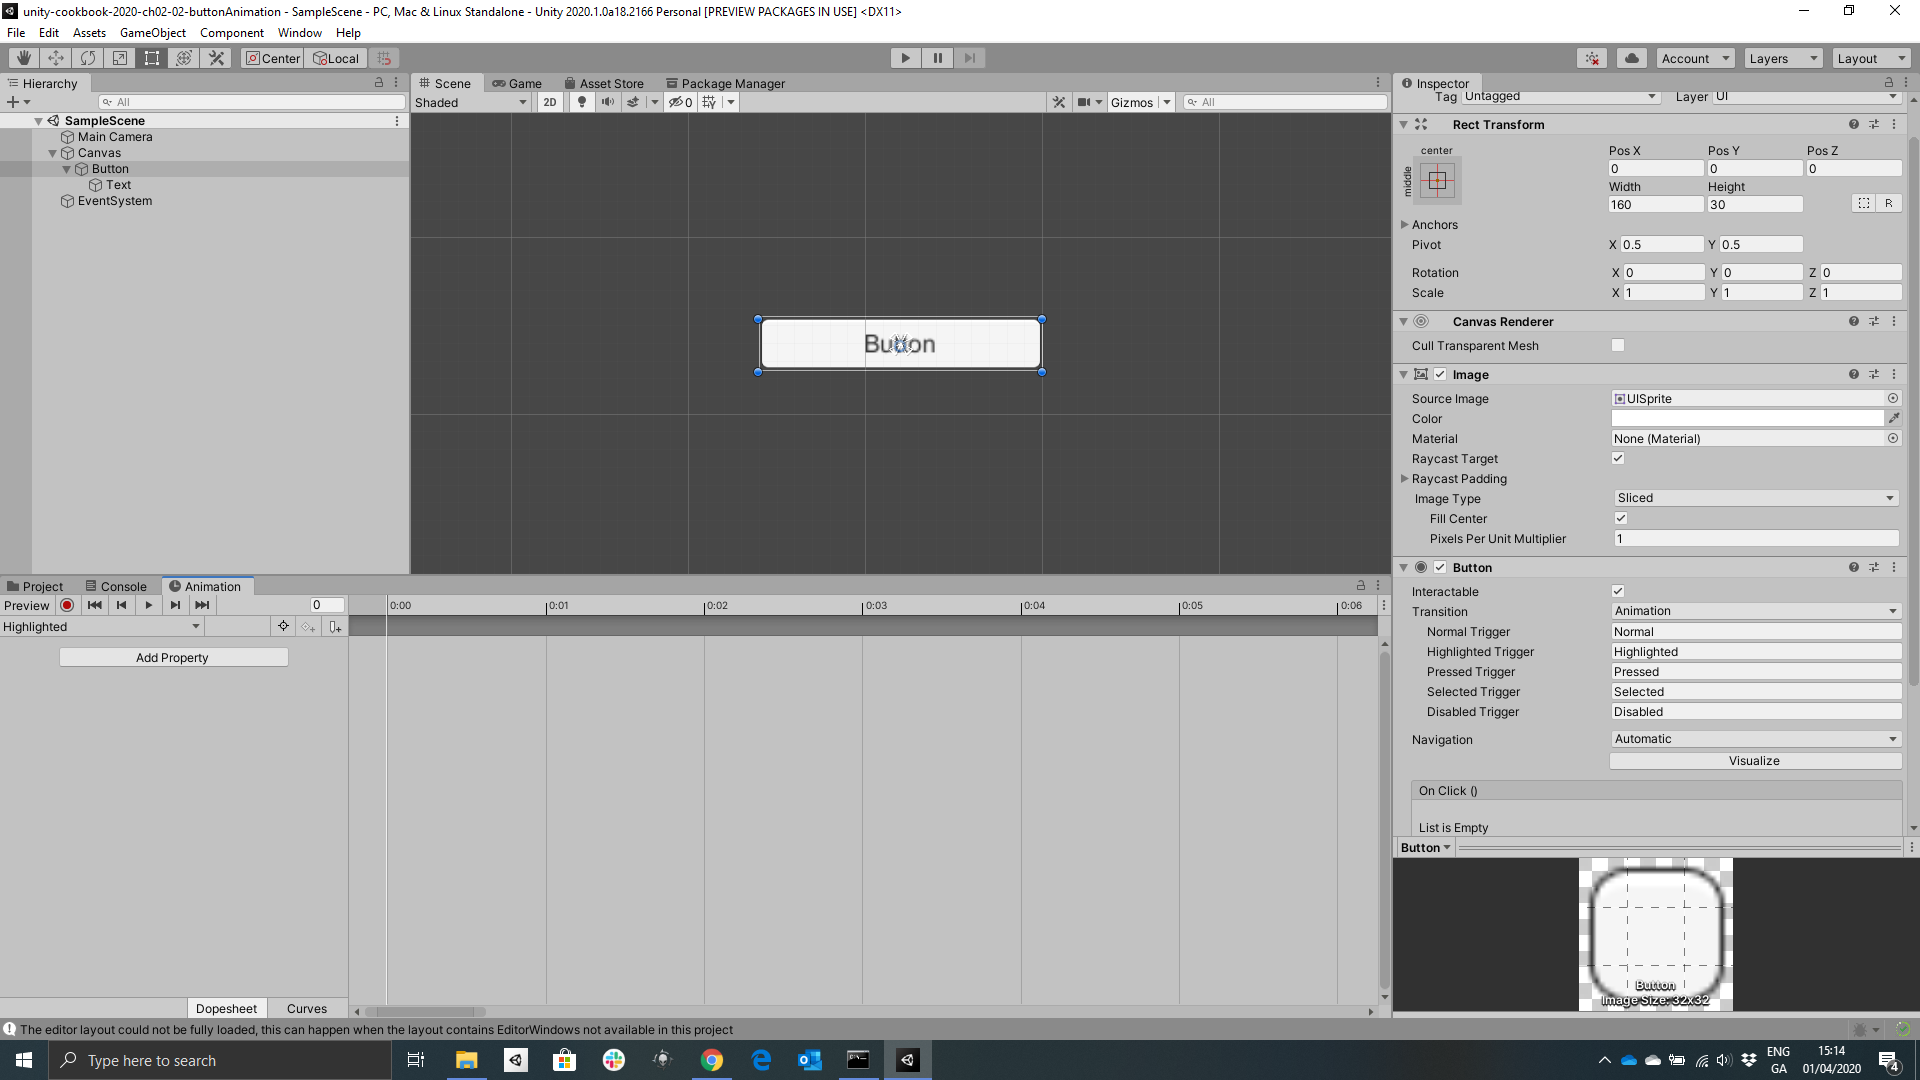 unity-cookbook-2020-ch02-02-buttonAnimation - SampleScene - PC, Mac & Linux Standalone - Unity 2020.1.0a18.2166 Personal [PREVIEW PACKAGES IN USE] <DX11>
File Edit Assets GameObject Component Window Help
Center Local Account Layers Layout
Hierarchy
All
SampleScene
Main Camera
Canvas
Button
Text
EventSystem
Scene Game Asset Store Package Manager
Shaded 2D 0 Gizmos All
Button
Inspector
Tag Untagged Layer UI
Rect Transform
center
middle
Pos X Pos Y Pos Z
0 0 0
Width Height
160 30 R
Anchors
Pivot X 0.5 Y 0.5
Rotation X 0 Y 0 Z 0
Scale X 1 Y 1 Z 1
Canvas Renderer
Cull Transparent Mesh
Image
Source Image UISprite
Color
Material None (Material)
Raycast Target
Raycast Padding
Image Type Sliced
Fill Center
Pixels Per Unit Multiplier 1
Button
Interactable
Transition Animation
Normal Trigger Normal
Highlighted Trigger Highlighted
Pressed Trigger Pressed
Selected Trigger Selected
Disabled Trigger Disabled
Navigation Automatic
Visualize
On Click ()
List is Empty
Button
Button
Image Size: 32x32
Project Console Animation
Preview 0 0:00 0:01 0:02 0:03 0:04 0:05 0:06
Highlighted
Add Property
Dopesheet Curves
The editor layout could not be fully loaded, this can happen when the layout contains EditorWindows not available in this project
Type here to search
ENG
GA
15:14
01/04/2020
4